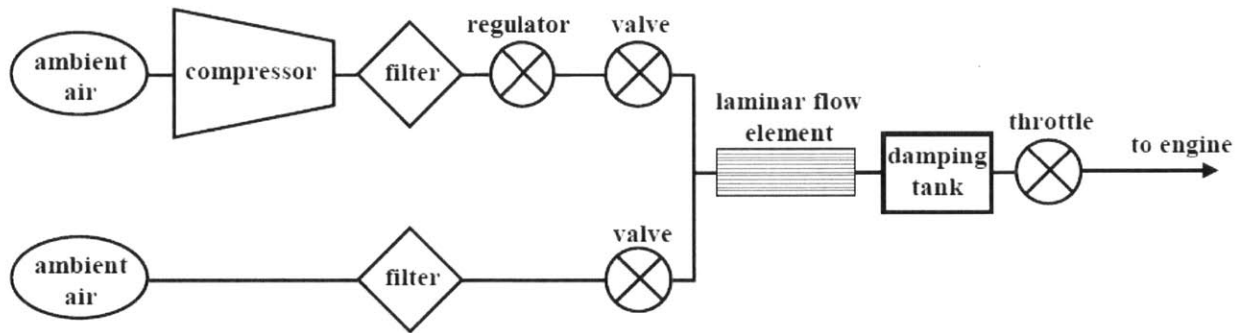 ambient
air
compressor
filter
regulator
valve
laminar flow
element
damping
tank
throttle
to engine
ambient
air
filter
valve